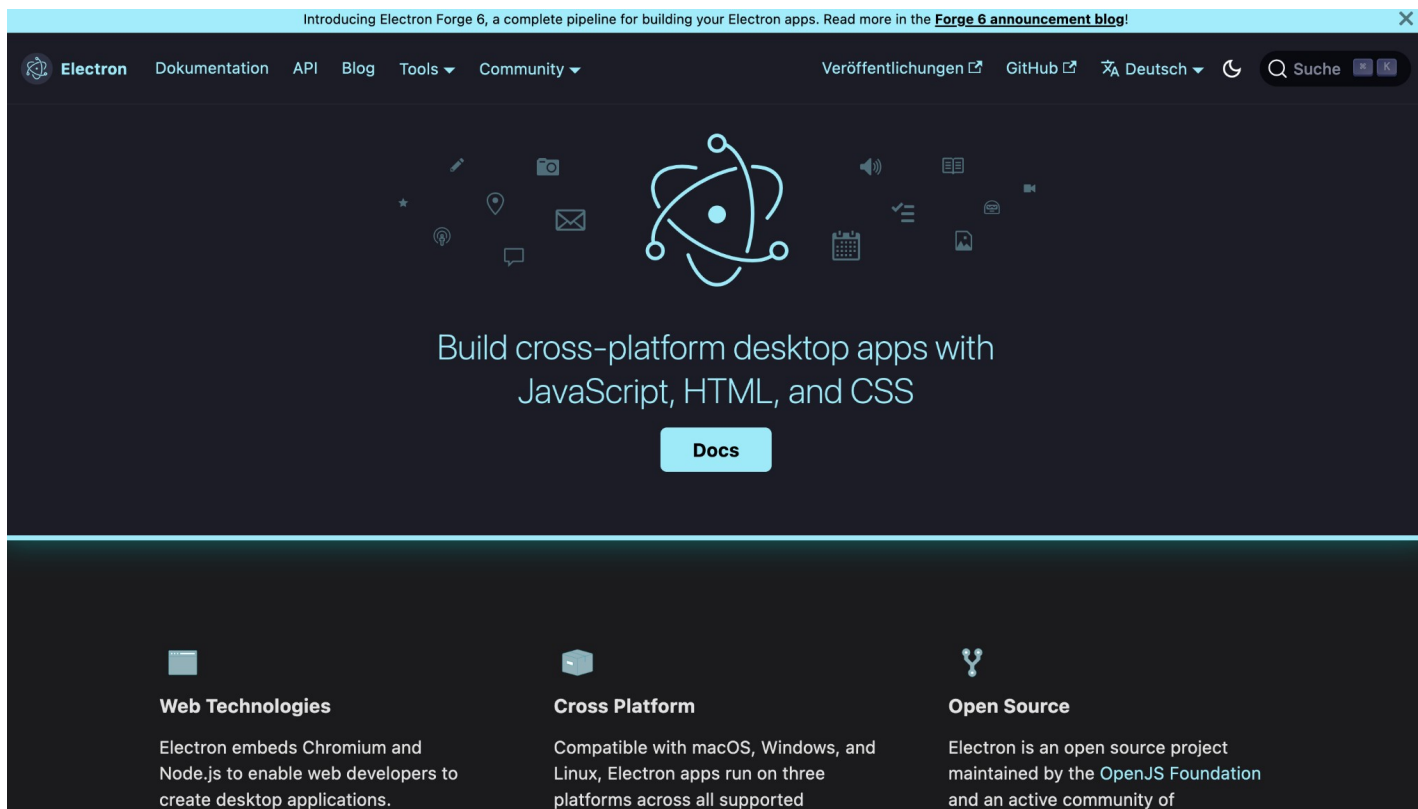 Introducing Electron Forge 6, a complete pipeline for building your Electron apps. Read more in the Forge 6 announcement blog!
Electron Dokumentation API Blog Tools Community Veröffentlichungen GitHub Deutsch Suche ⌘ K
Build cross-platform desktop apps with
JavaScript, HTML, and CSS
Docs
Web Technologies
Electron embeds Chromium and
Node.js to enable web developers to
create desktop applications.
Cross Platform
Compatible with macOS, Windows, and
Linux, Electron apps run on three
platforms across all supported
Open Source
Electron is an open source project
maintained by the OpenJS Foundation
and an active community of